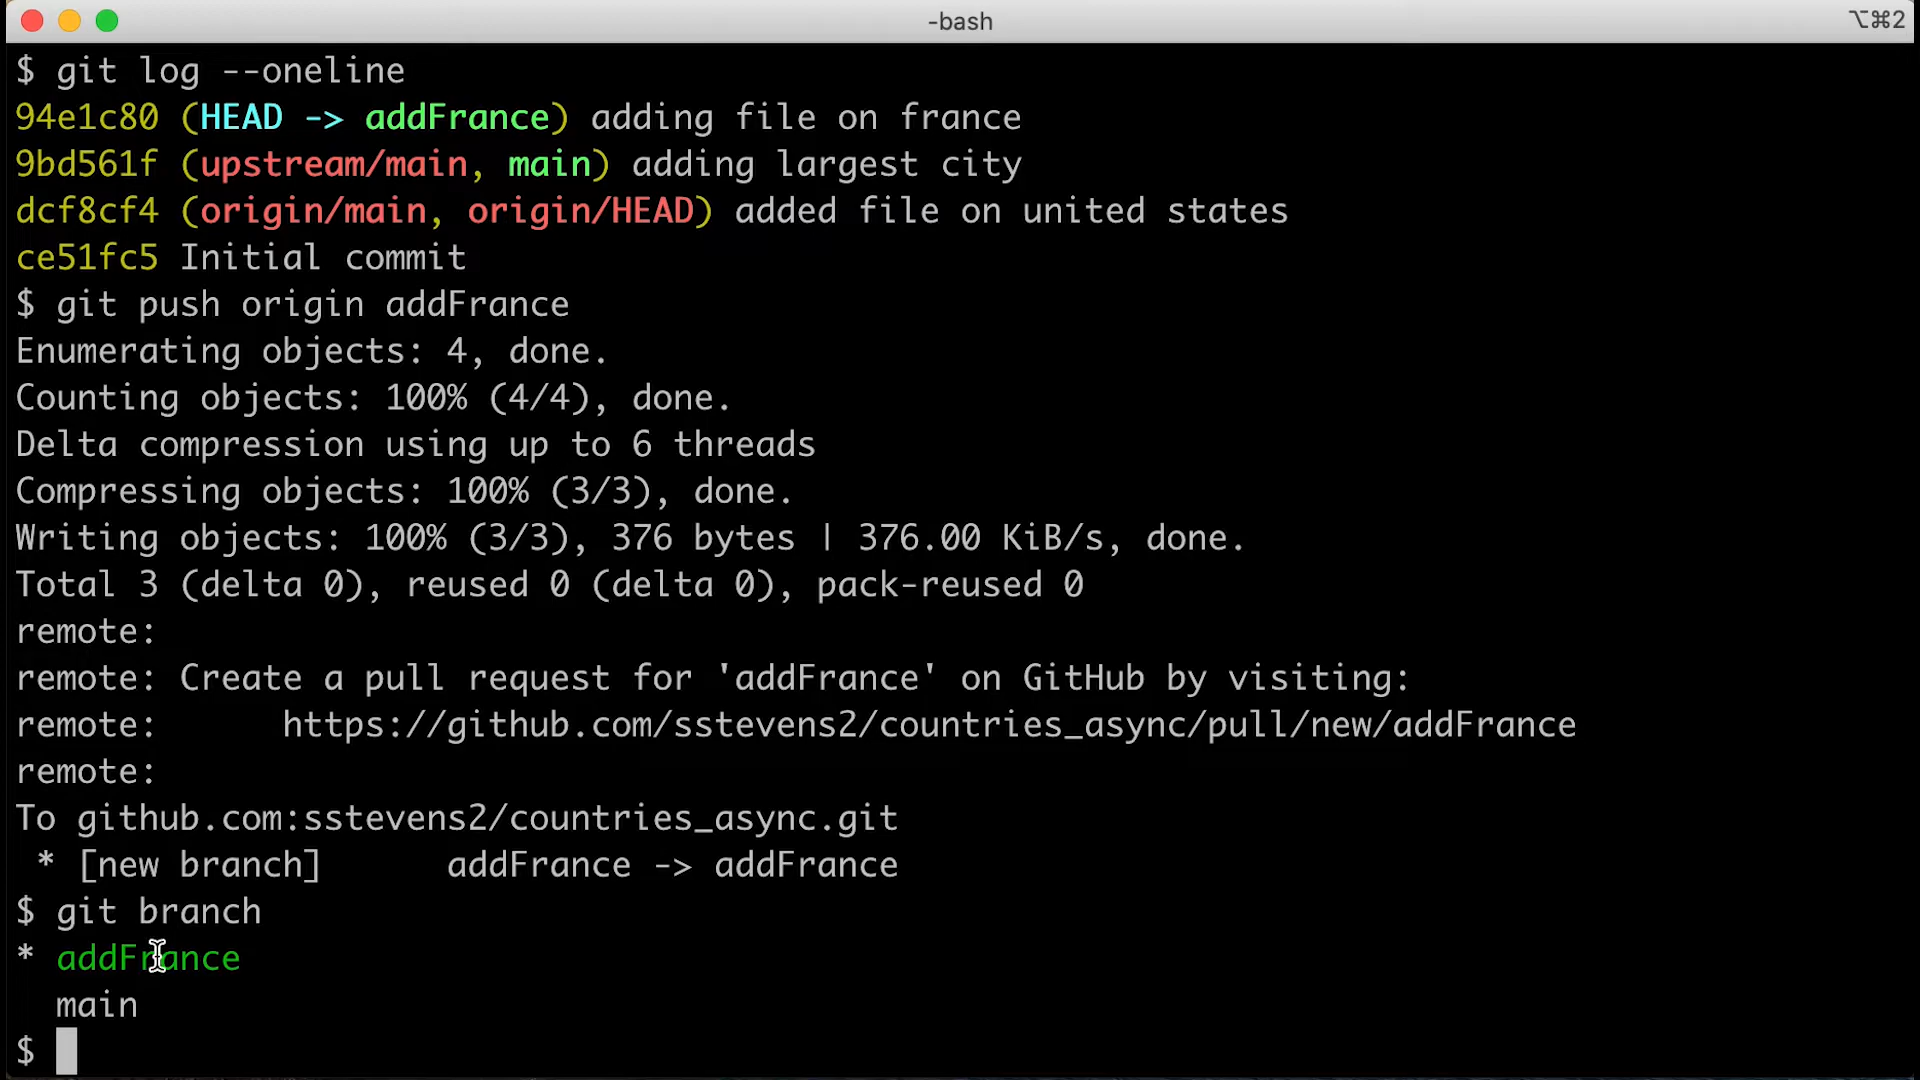 -bash
⌥⌘2
$ git log --oneline
94e1c80 (HEAD -> addFrance) adding file on france
9bd561f (upstream/main, main) adding largest city
dcf8cf4 (origin/main, origin/HEAD) added file on united states
ce51fc5 Initial commit
$ git push origin addFrance
Enumerating objects: 4, done.
Counting objects: 100% (4/4), done.
Delta compression using up to 6 threads
Compressing objects: 100% (3/3), done.
Writing objects: 100% (3/3), 376 bytes | 376.00 KiB/s, done.
Total 3 (delta 0), reused 0 (delta 0), pack-reused 0
remote:
remote: Create a pull request for 'addFrance' on GitHub by visiting:
remote:      https://github.com/sstevens2/countries_async/pull/new/addFrance
remote:
To github.com:sstevens2/countries_async.git
 * [new branch]      addFrance -> addFrance
$ git branch
* addFrance
  main
$